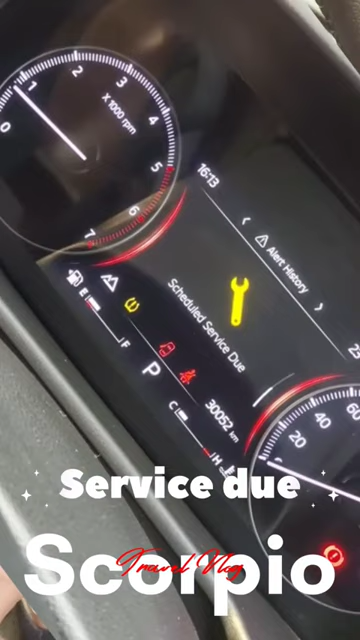 0
1
2
3
4
5
6
7
X 1000 rpm
16:13
Alert History
Scheduled Service Due
E
F
P
30052 km
C
H
20
40
60
Service due
Scorpio
Travel Vlog